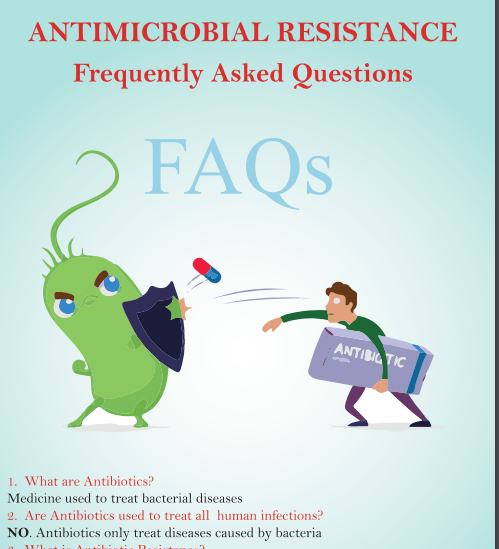 ANTIMICROBIAL RESISTANCE
Frequently Asked Questions
FAQs
ANTIBIOTIC
1. What are Antibiotics?
Medicine used to treat bacterial diseases
2. Are Antibiotics used to treat all human infections?
NO. Antibiotics only treat diseases caused by bacteria
3. What is Antibiotic Resistance?